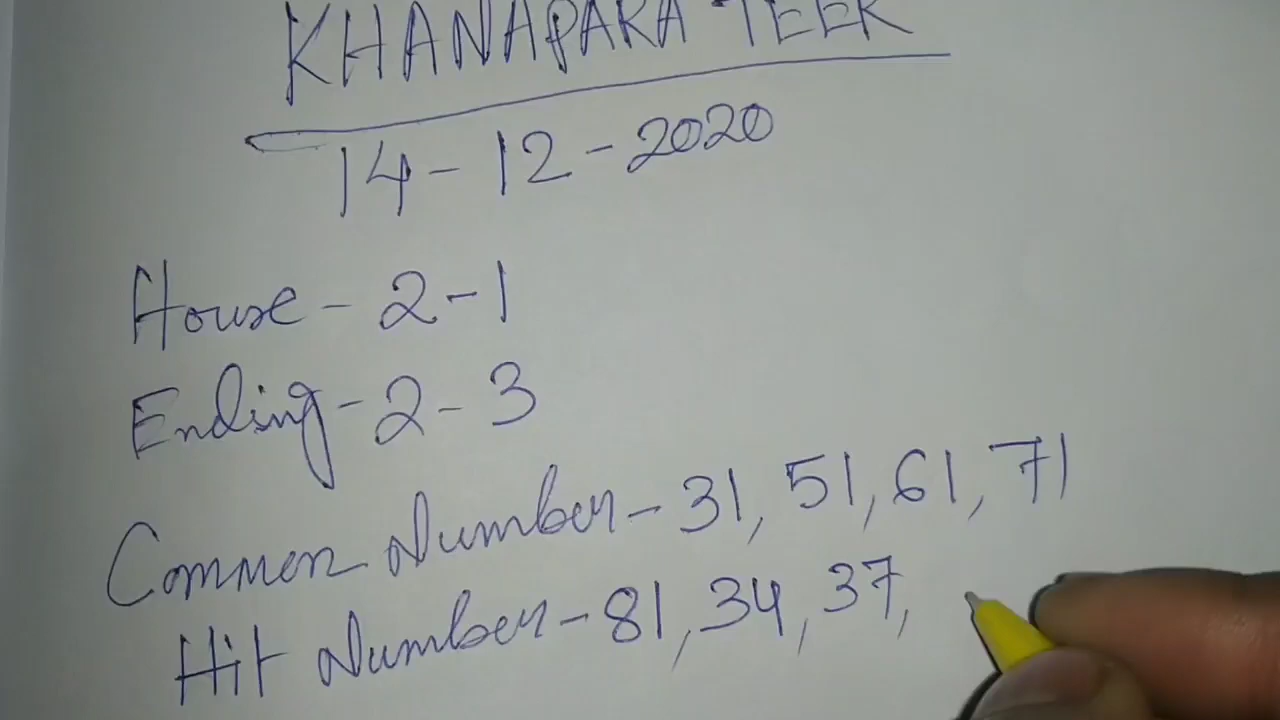 KHANAPARA TEER
14-12-2020
House - 2-1
Ending - 2-3
Common Number - 31, 51, 61, 71
Hit Number - 81, 34, 37,